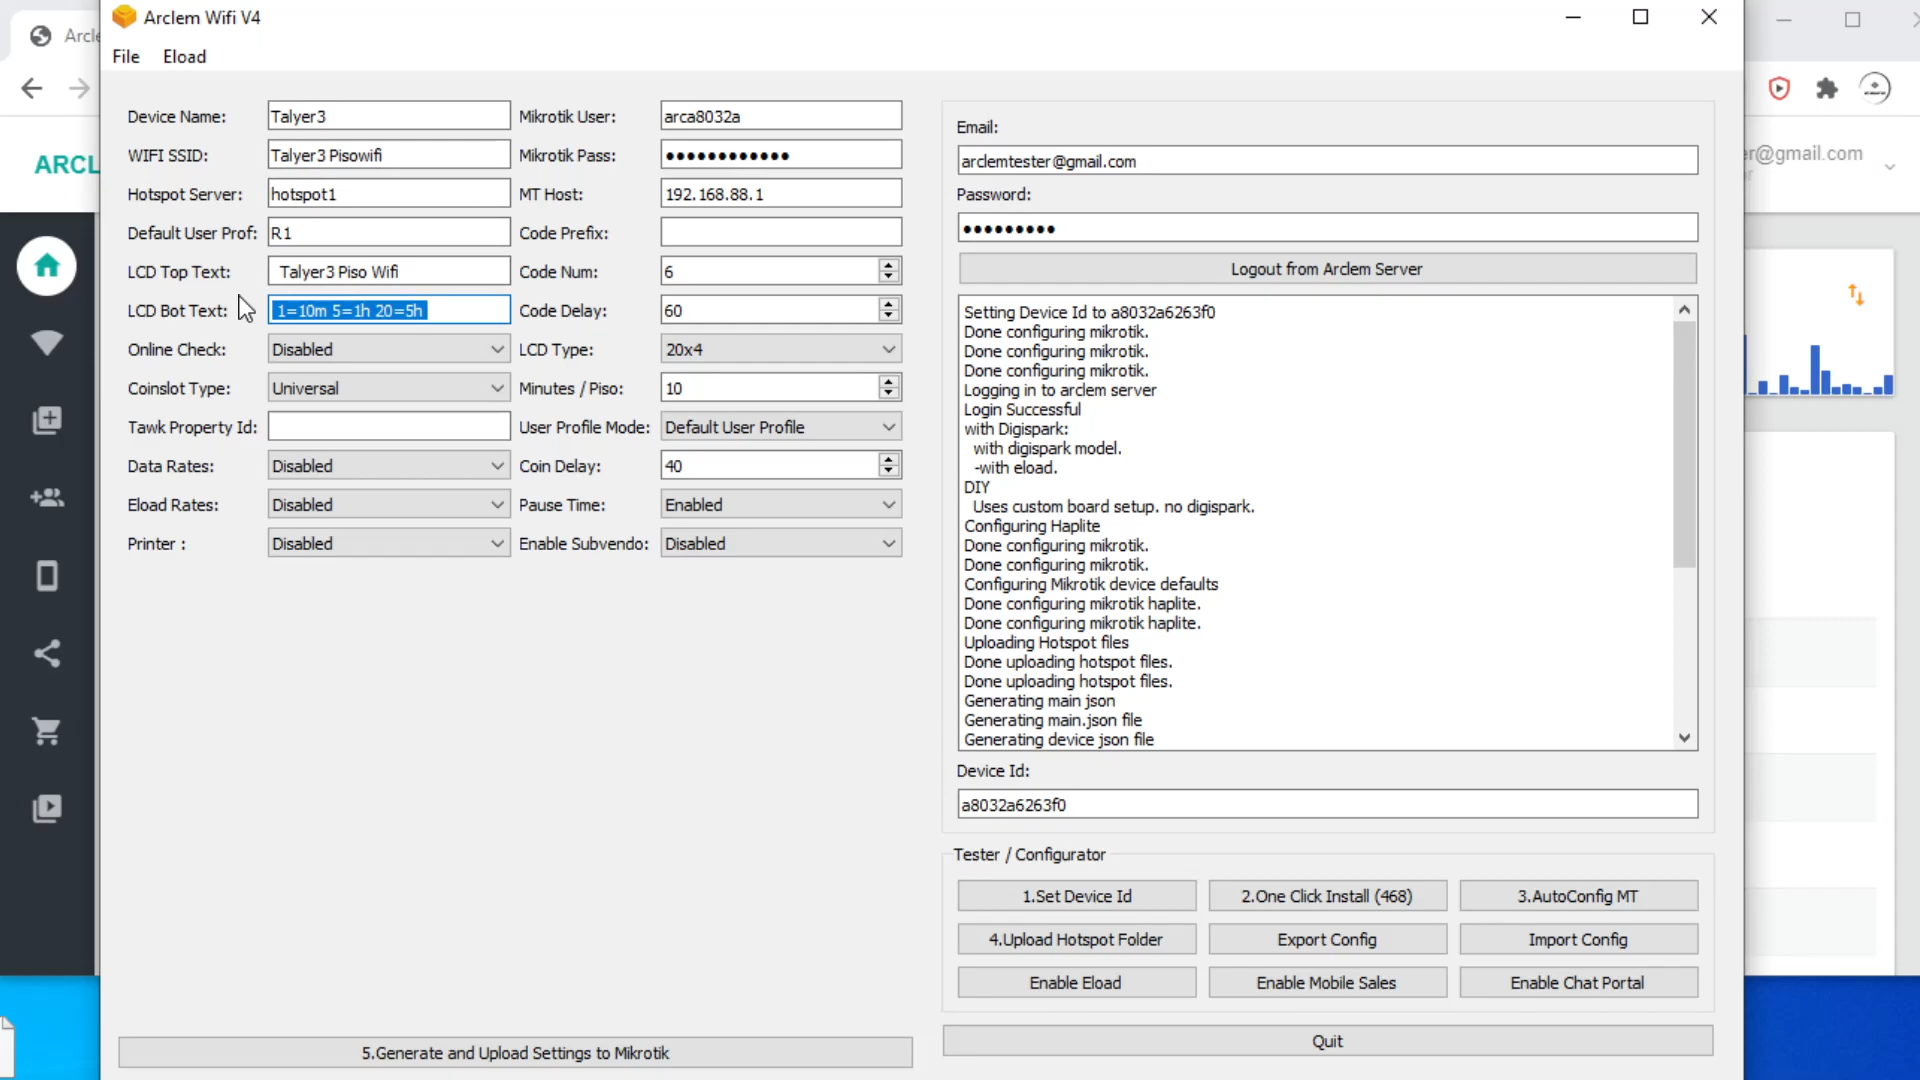 Arclem Wifi V4
File Eload
Device Name: Talyer3 Mikrotik User: arca8032a
WIFI SSID: Talyer3 Pisowifi Mikrotik Pass: ●●●●●●●●●●●●
Hotspot Server: hotspot1 MT Host: 192.168.88.1
Default User Prof: R1 Code Prefix:
LCD Top Text: Talyer3 Piso Wifi Code Num: 6
LCD Bot Text: 1=10m 5=1h 20=5h Code Delay: 60
Online Check: Disabled LCD Type: 20x4
Coinslot Type: Universal Minutes / Piso: 10
Tawk Property Id: User Profile Mode: Default User Profile
Data Rates: Disabled Coin Delay: 40
Eload Rates: Disabled Pause Time: Enabled
Printer : Disabled Enable Subvendo: Disabled
5.Generate and Upload Settings to Mikrotik
Email:
arclemtester@gmail.com
Password:
●●●●●●●●●
Logout from Arclem Server
Setting Device Id to a8032a6263f0
Done configuring mikrotik.
Done configuring mikrotik.
Done configuring mikrotik.
Logging in to arclem server
Login Successful
with Digispark:
with digispark model.
-with eload.
DIY
Uses custom board setup. no digispark.
Configuring Haplite
Done configuring mikrotik.
Done configuring mikrotik.
Configuring Mikrotik device defaults
Done configuring mikrotik haplite.
Done configuring mikrotik haplite.
Uploading Hotspot files
Done uploading hotspot files.
Done uploading hotspot files.
Generating main json
Generating main.json file
Generating device json file
Device Id:
a8032a6263f0
Tester / Configurator
1.Set Device Id 2.One Click Install (468) 3.AutoConfig MT
4.Upload Hotspot Folder Export Config Import Config
Enable Eload Enable Mobile Sales Enable Chat Portal
Quit
Arcle
ARCL
er@gmail.com